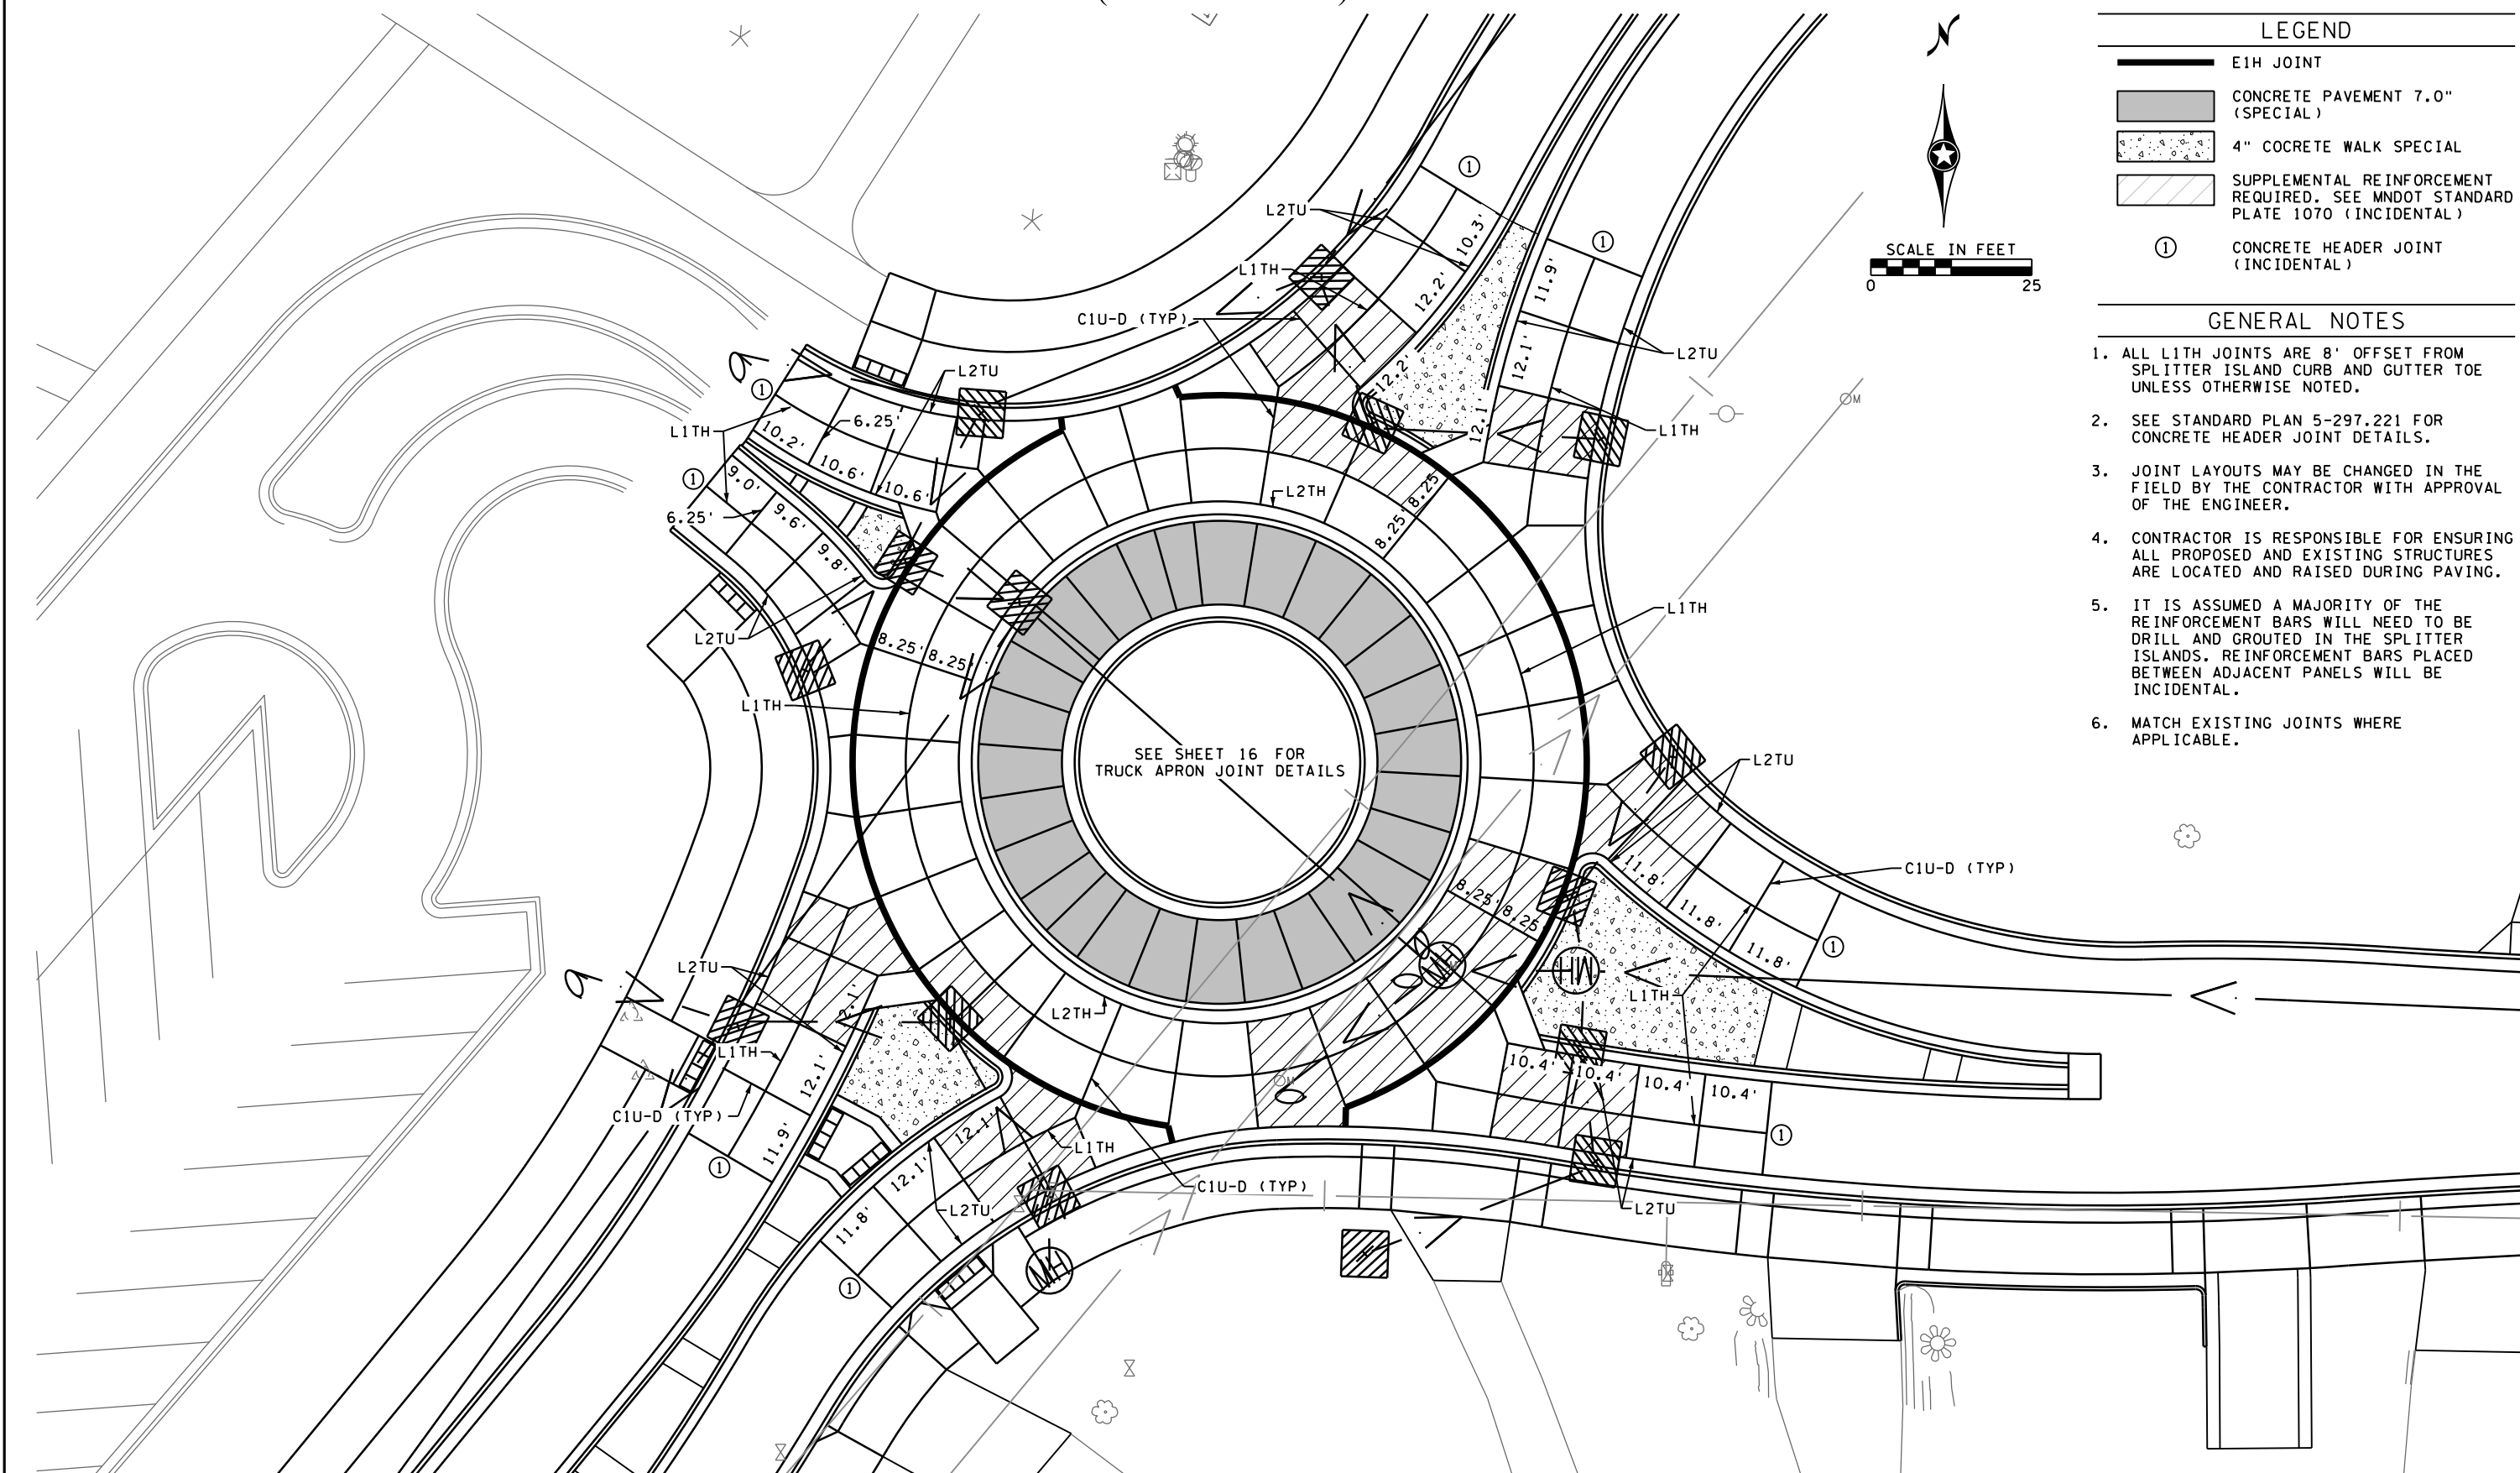 N
LEGEND
E1H JOINT
CONCRETE PAVEMENT 7.0"
(SPECIAL)
4" COCRETE WALK SPECIAL
SUPPLEMENTAL REINFORCEMENT
REQUIRED. SEE MNDOT STANDARD
PLATE 1070 (INCIDENTAL)
1 CONCRETE HEADER JOINT
(INCIDENTAL)
SCALE IN FEET
0 25
GENERAL NOTES
1. ALL L1TH JOINTS ARE 8' OFFSET FROM
SPLITTER ISLAND CURB AND GUTTER TOE
UNLESS OTHERWISE NOTED.
2. SEE STANDARD PLAN 5-297.221 FOR
CONCRETE HEADER JOINT DETAILS.
3. JOINT LAYOUTS MAY BE CHANGED IN THE
FIELD BY THE CONTRACTOR WITH APPROVAL
OF THE ENGINEER.
4. CONTRACTOR IS RESPONSIBLE FOR ENSURING
ALL PROPOSED AND EXISTING STRUCTURES
ARE LOCATED AND RAISED DURING PAVING.
5. IT IS ASSUMED A MAJORITY OF THE
REINFORCEMENT BARS WILL NEED TO BE
DRILL AND GROUTED IN THE SPLITTER
ISLANDS. REINFORCEMENT BARS PLACED
BETWEEN ADJACENT PANELS WILL BE
INCIDENTAL.
6. MATCH EXISTING JOINTS WHERE
APPLICABLE.
1
L2TU
10.3'
1
L1TH
12.2'
11.9'
C1U-D (TYP)
12.1'
L2TU
12.2'
12.1'
L1TH
1
L2TU
6.25'
L1TH
10.2'
10.6'
10.6'
1
9.0'
6.25'
9.6'
9.8'
L2TH
8.25'
8.25'
L1TH
L2TU
8.25'
8.25'
L1TH
SEE SHEET 16 FOR
TRUCK APRON JOINT DETAILS
L2TU
11.8'
C1U-D (TYP)
8.25'
8.25'
11.8'
11.8'
1
MH
MH
L1TH
L2TU
L2TH
L1TH
12.1'
C1U-D (TYP)
11.9'
1
12.1'
L1TH
12.1'
C1U-D (TYP)
L2TU
11.8'
1
MH
10.4'
10.4'
10.4'
10.4'
1
L2TU
M
M